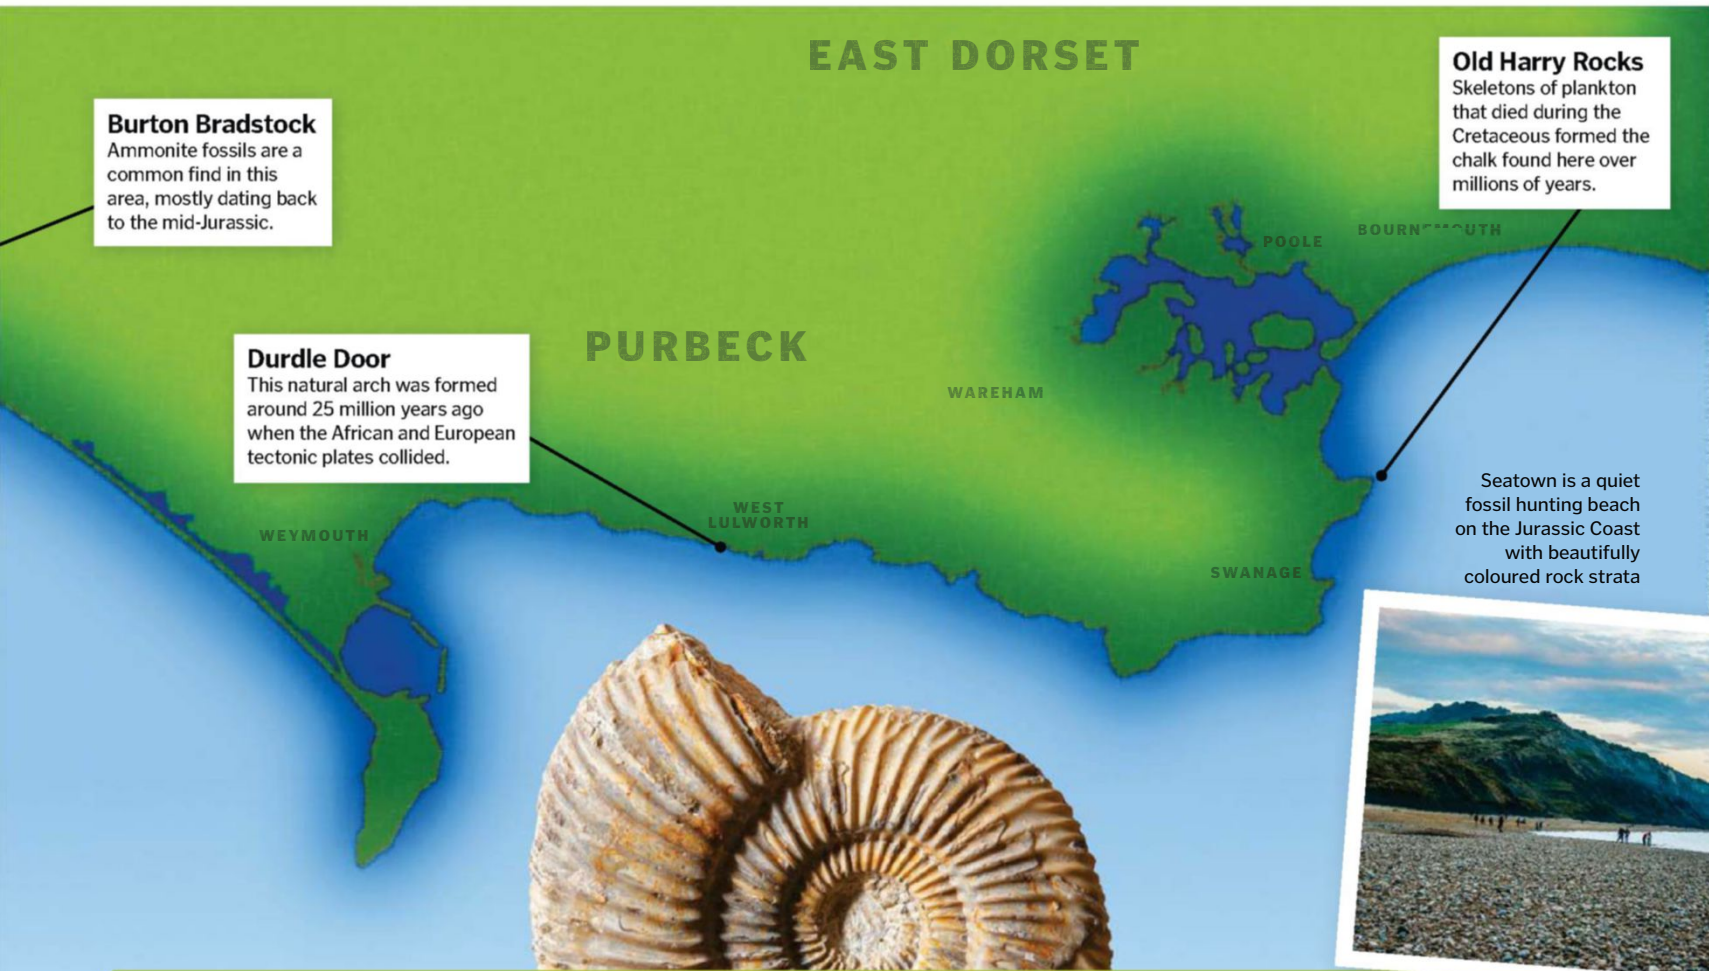 EAST DORSET
Old Harry Rocks
Skeletons of plankton
that died during the
Cretaceous formed the
chalk found here over
millions of years.
Burton Bradstock
Ammonite fossils are a
common find in this
area, mostly dating back
to the mid-Jurassic.
POOLE
Durdle Door
This natural arch was formed
around 25 million years ago
when the African and European
tectonic plates collided.
PURBECK
WAREHAM
Seatown is a quiet
fossil hunting beach
on the Jurassic Coast
with beautifully
coloured rock strata
WEYMOUTH
WEST
LULWORTH
SWANAGE